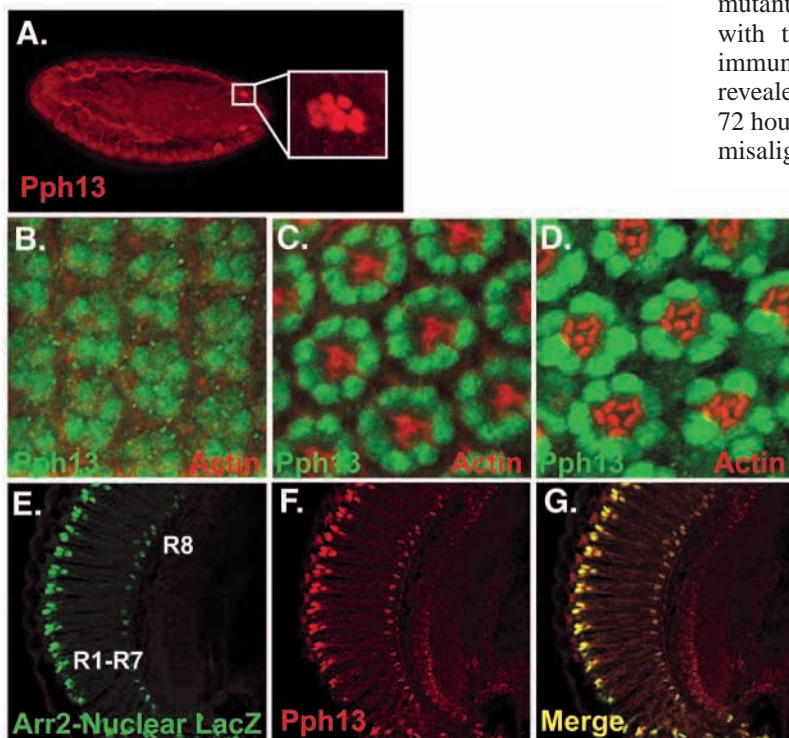 mutant
with t
immun
reveale
72 hou
misalig
A.
Pph13
B.
C.
D.
Pph13 Actin
Pph13 Actin
Pph13 Actin
E.
F.
G.
R8
R1-R7
Arr2-Nuclear LacZ
Pph13
Merge